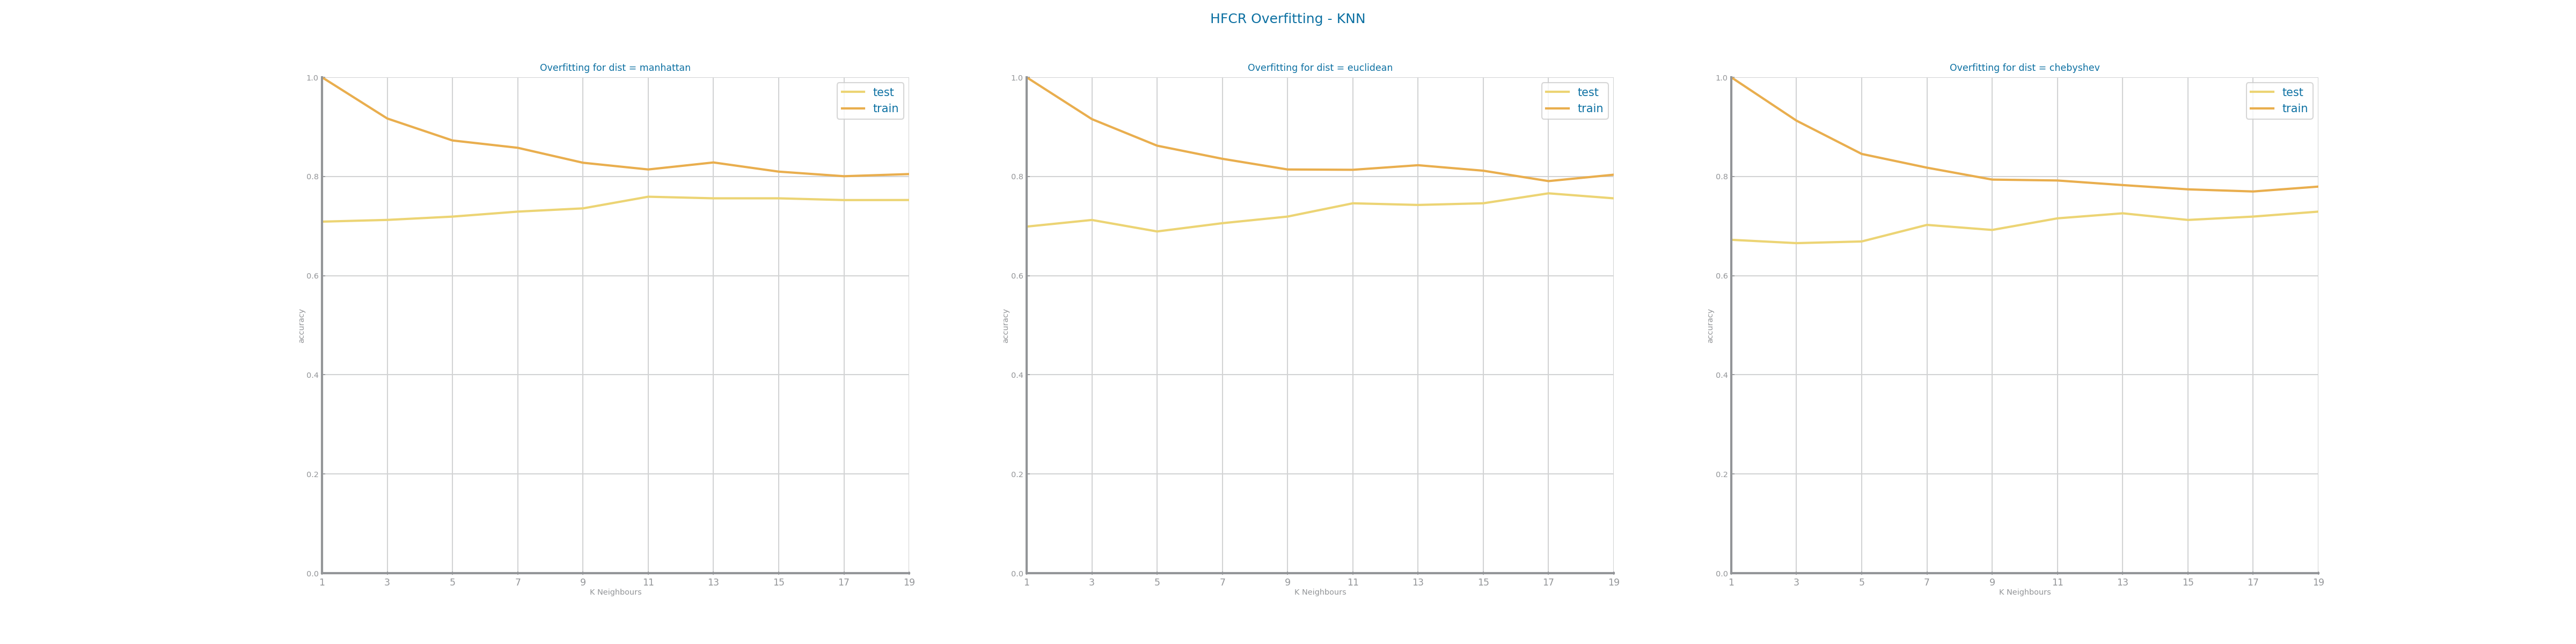 HFCR Overfitting - KNN
Overfitting for dist = manhattan
1.0
0.8
0.6
0.4
0.2
0.0
accuracy
test
train
1 3 5 7 9 11 13 15 17 19
K Neighbours
Overfitting for dist = euclidean
1.0
0.8
0.6
0.4
0.2
0.0
accuracy
test
train
1 3 5 7 9 11 13 15 17 19
K Neighbours
Overfitting for dist = chebyshev
1.0
0.8
0.6
0.4
0.2
0.0
accuracy
test
train
1 3 5 7 9 11 13 15 17 19
K Neighbours